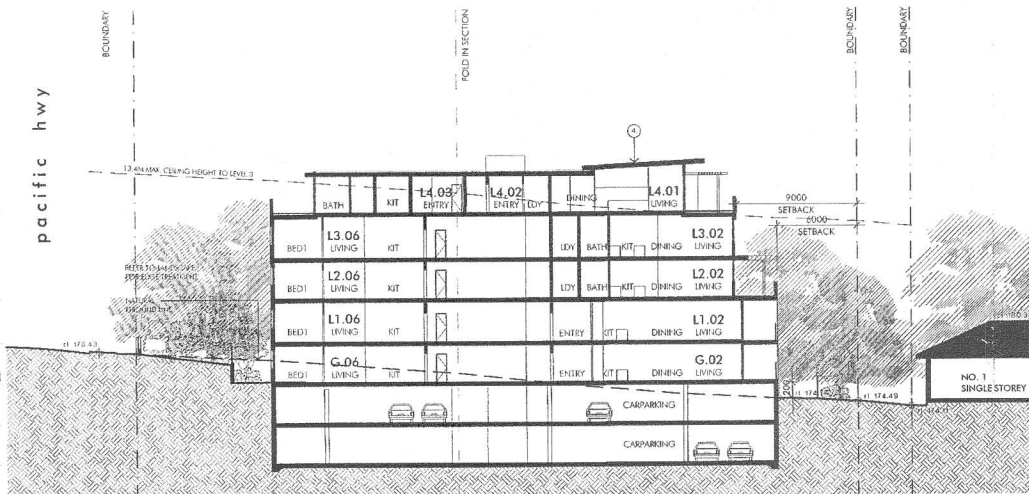 BOUNDARY
FOLD IN SECTION
BOUNDARY
BOUNDARY
pacific hwy
4
13.4M MAX. CEILING HEIGHT TO LEVEL 3
L4.03
ENTRY
L4.02
ENTRY
LDY
DINING
L4.01
LIVING
BATH
KIT
9000
SETBACK
6000
SETBACK
L3.06
BED1
LIVING
KIT
LDY
BATH
KIT
DINING
L3.02
LIVING
L2.06
BED1
LIVING
KIT
LDY
BATH
KIT
DINING
L2.02
LIVING
NATURAL
L1.06
BED1
LIVING
KIT
ENTRY
KIT
DINING
L1.02
LIVING
G.06
BED1
LIVING
KIT
ENTRY
KIT
DINING
G.02
LIVING
NO. 1
SINGLE STOREY
rl 174.49
CARPARKING
CARPARKING